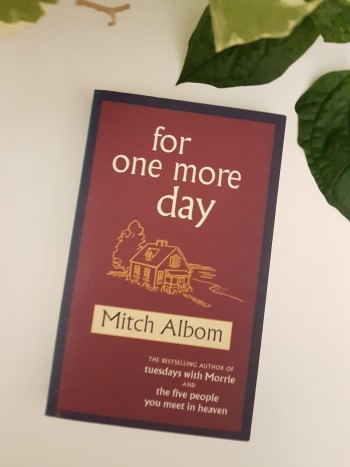 for
one more
day
Mitch Albom
THE BESTSELLING AUTHOR OF
tuesdays with Morrie
AND
the five people
you meet in heaven